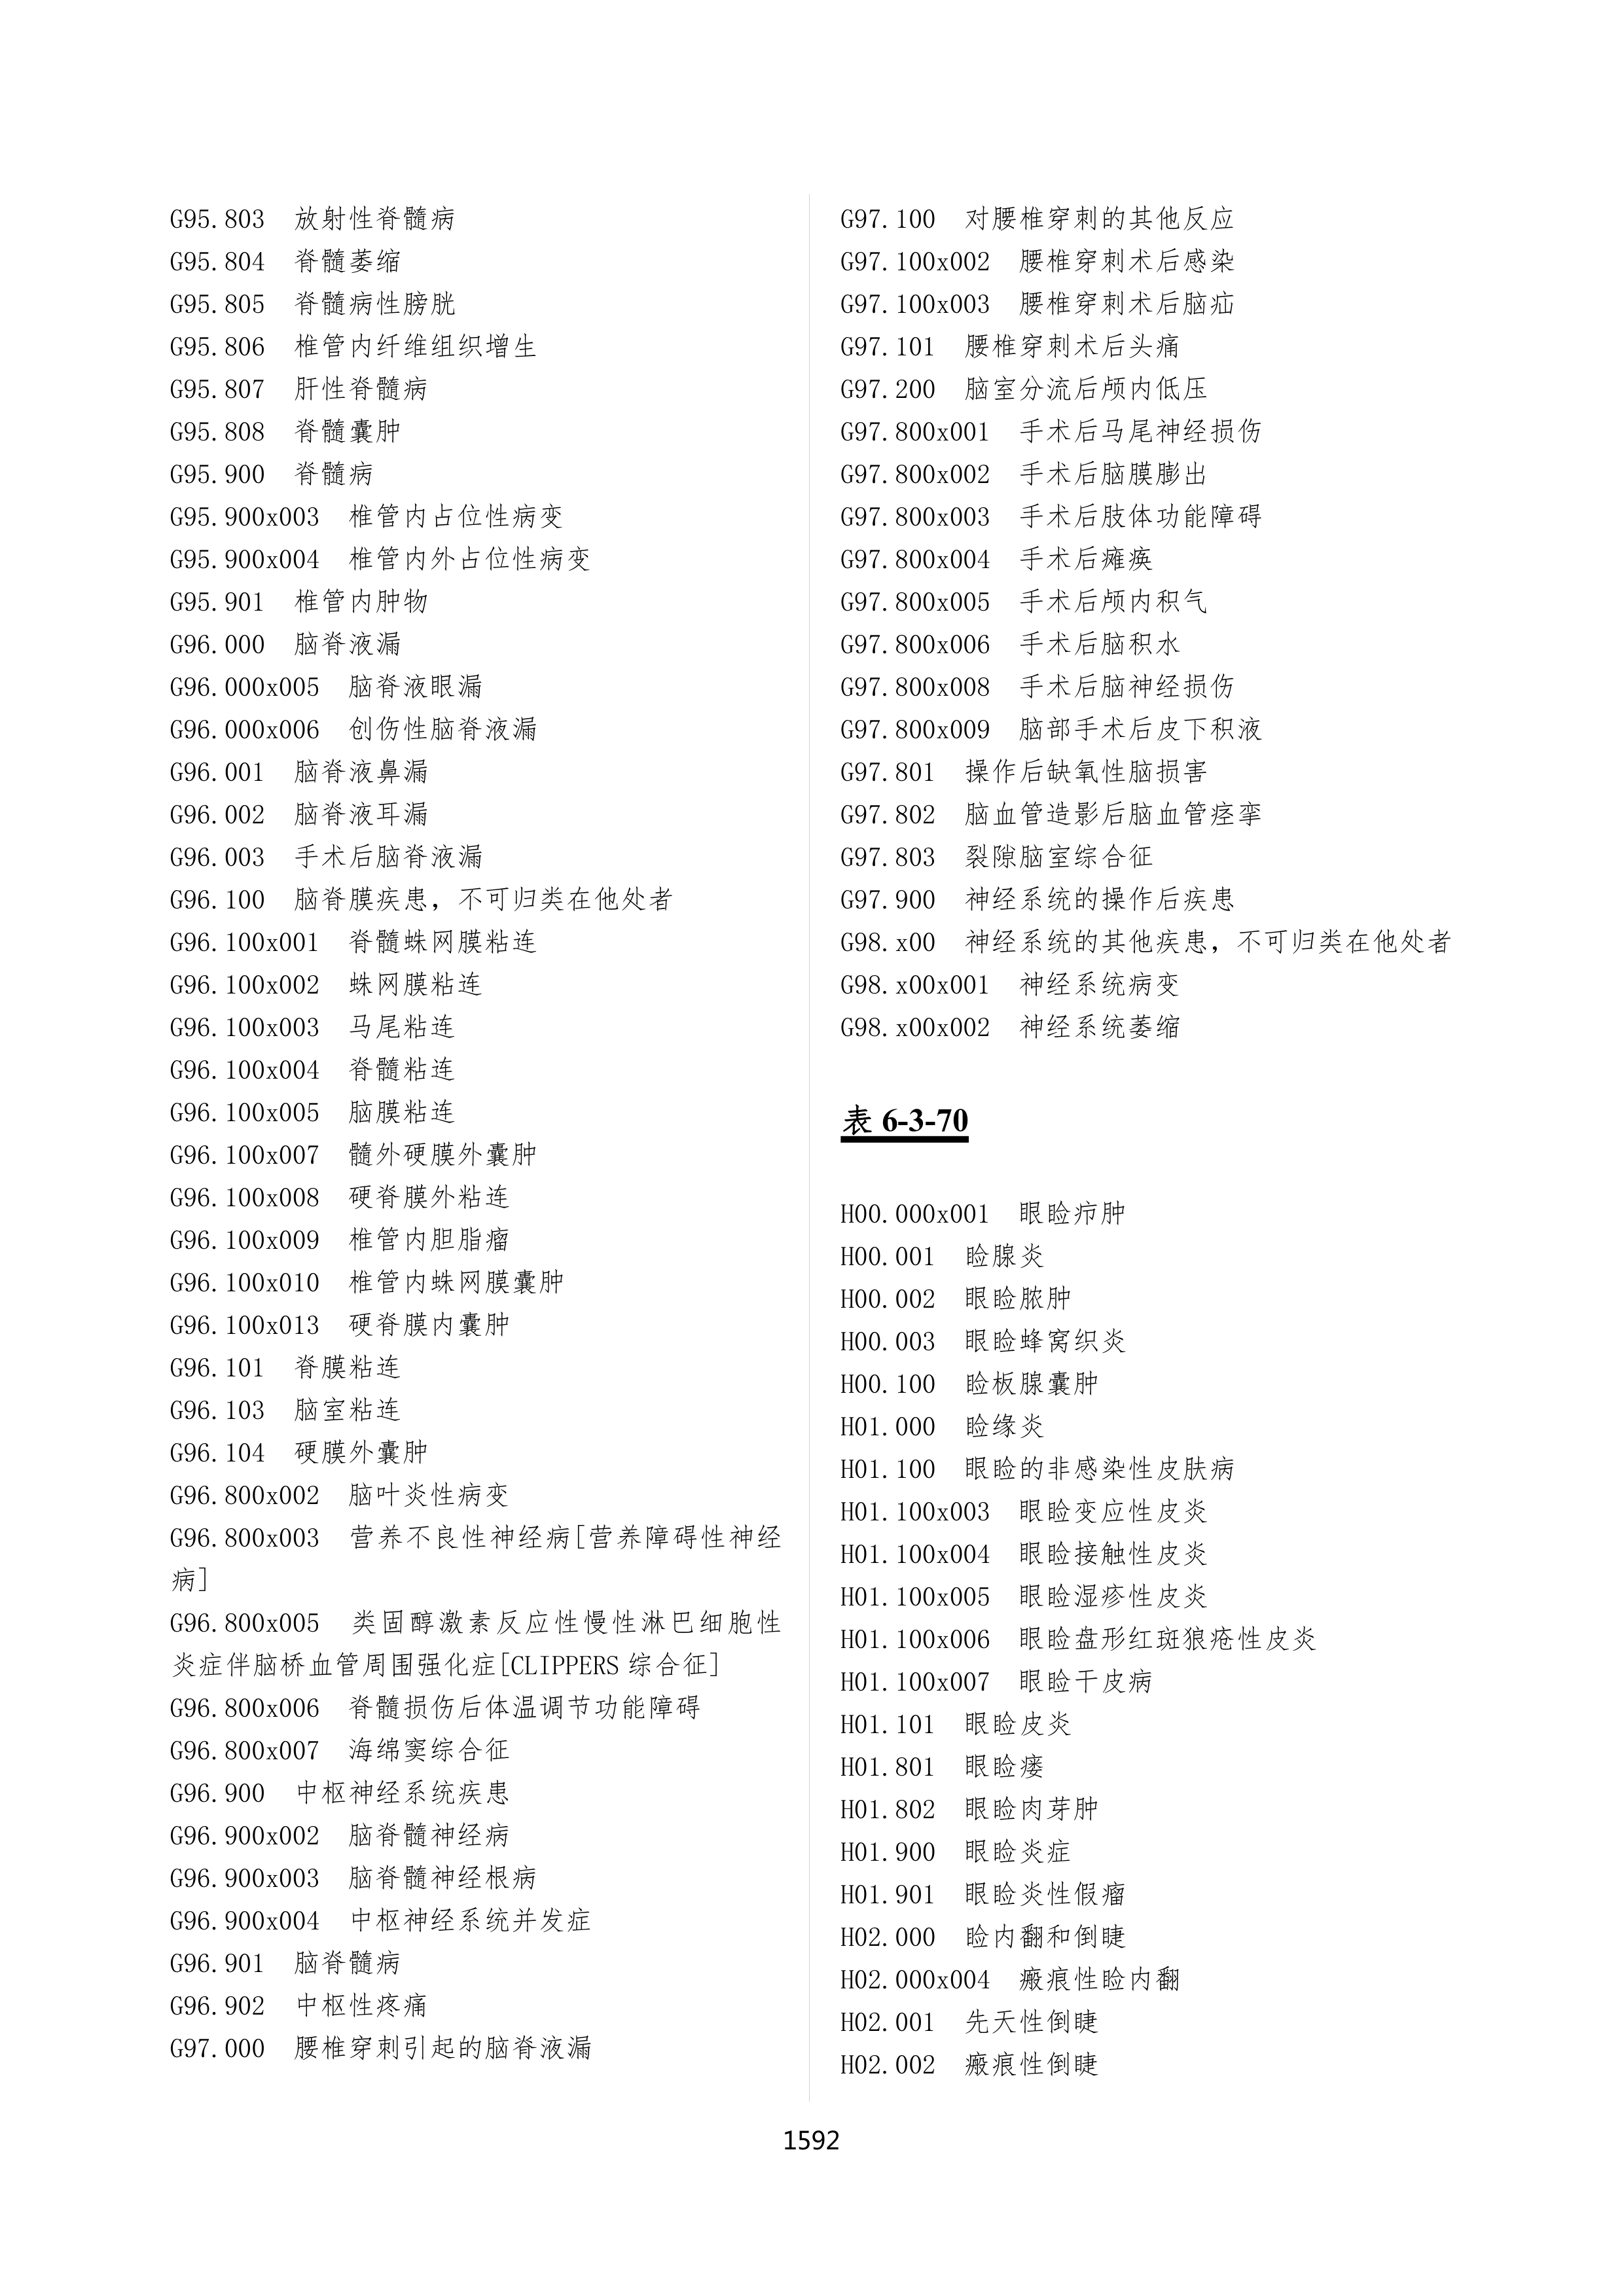 G95.803 放射性脊髓病
G95.804 脊髓萎缩
G95.805 脊髓病性膀胱
G95.806 椎管内纤维组织增生
G95.807 肝性脊髓病
G95.808 脊髓囊肿
G95.900 脊髓病
G95.900x003 椎管内占位性病变
G95.900x004 椎管内外占位性病变
G95.901 椎管内肿物
G96.000 脑脊液漏
G96.000x005 脑脊液眼漏
G96.000x006 创伤性脑脊液漏
G96.001 脑脊液鼻漏
G96.002 脑脊液耳漏
G96.003 手术后脑脊液漏
G96.100 脑脊膜疾患，不可归类在他处者
G96.100x001 脊髓蛛网膜粘连
G96.100x002 蛛网膜粘连
G96.100x003 马尾粘连
G96.100x004 脊髓粘连
G96.100x005 脑膜粘连
G96.100x007 髓外硬膜外囊肿
G96.100x008 硬脊膜外粘连
G96.100x009 椎管内胆脂瘤
G96.100x010 椎管内蛛网膜囊肿
G96.100x013 硬脊膜内囊肿
G96.101 脊膜粘连
G96.103 脑室粘连
G96.104 硬膜外囊肿
G96.800x002 脑叶炎性病变
G96.800x003 营养不良性神经病[营养障碍性神经
病]
G96.800x005 类固醇激素反应性慢性淋巴细胞性
炎症伴脑桥血管周围强化症[CLIPPERS 综合征]
G96.800x006 脊髓损伤后体温调节功能障碍
G96.800x007 海绵窦综合征
G96.900 中枢神经系统疾患
G96.900x002 脑脊髓神经病
G96.900x003 脑脊髓神经根病
G96.900x004 中枢神经系统并发症
G96.901 脑脊髓病
G96.902 中枢性疼痛
G97.000 腰椎穿刺引起的脑脊液漏
G97.100 对腰椎穿刺的其他反应
G97.100x002 腰椎穿刺术后感染
G97.100x003 腰椎穿刺术后脑疝
G97.101 腰椎穿刺术后头痛
G97.200 脑室分流后颅内低压
G97.800x001 手术后马尾神经损伤
G97.800x002 手术后脑膜膨出
G97.800x003 手术后肢体功能障碍
G97.800x004 手术后瘫痪
G97.800x005 手术后颅内积气
G97.800x006 手术后脑积水
G97.800x008 手术后脑神经损伤
G97.800x009 脑部手术后皮下积液
G97.801 操作后缺氧性脑损害
G97.802 脑血管造影后脑血管痉挛
G97.803 裂隙脑室综合征
G97.900 神经系统的操作后疾患
G98.x00 神经系统的其他疾患，不可归类在他处者
G98.x00x001 神经系统病变
G98.x00x002 神经系统萎缩
表 6-3-70
H00.000x001 眼睑疖肿
H00.001 睑腺炎
H00.002 眼睑脓肿
H00.003 眼睑蜂窝织炎
H00.100 睑板腺囊肿
H01.000 睑缘炎
H01.100 眼睑的非感染性皮肤病
H01.100x003 眼睑变应性皮炎
H01.100x004 眼睑接触性皮炎
H01.100x005 眼睑湿疹性皮炎
H01.100x006 眼睑盘形红斑狼疮性皮炎
H01.100x007 眼睑干皮病
H01.101 眼睑皮炎
H01.801 眼睑瘘
H01.802 眼睑肉芽肿
H01.900 眼睑炎症
H01.901 眼睑炎性假瘤
H02.000 睑内翻和倒睫
H02.000x004 瘢痕性睑内翻
H02.001 先天性倒睫
H02.002 瘢痕性倒睫
1592